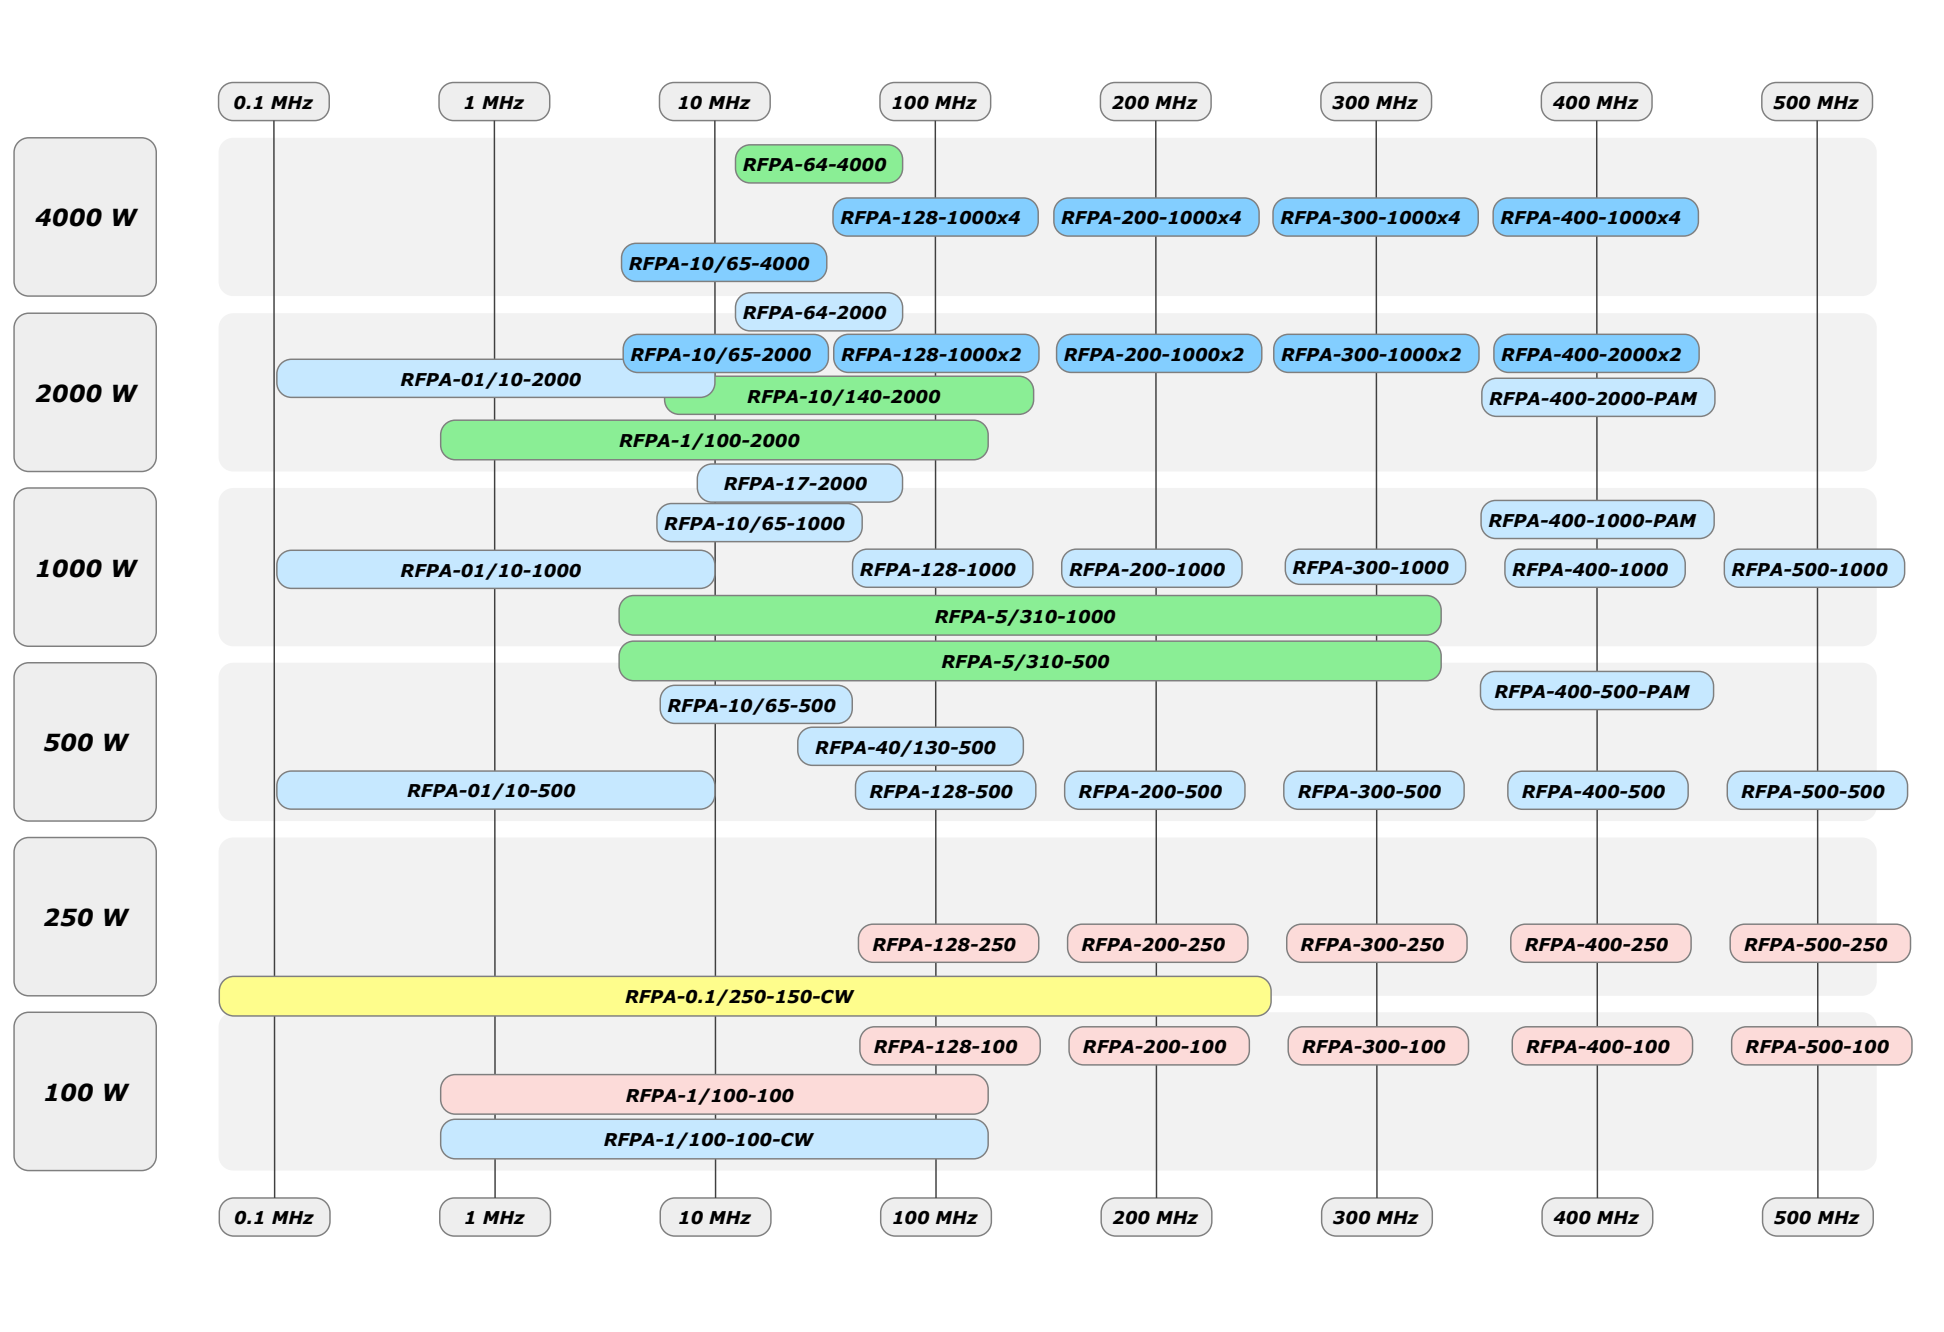 0.1 MHz
1 MHz
10 MHz
100 MHz
200 MHz
300 MHz
400 MHz
500 MHz
4000 W
RFPA-64-4000
RFPA-128-1000x4
RFPA-200-1000x4
RFPA-300-1000x4
RFPA-400-1000x4
RFPA-10/65-4000
RFPA-64-2000
2000 W
RFPA-10/65-2000
RFPA-128-1000x2
RFPA-200-1000x2
RFPA-300-1000x2
RFPA-400-2000x2
RFPA-01/10-2000
RFPA-10/140-2000
RFPA-400-2000-PAM
RFPA-1/100-2000
RFPA-17-2000
1000 W
RFPA-10/65-1000
RFPA-400-1000-PAM
RFPA-01/10-1000
RFPA-128-1000
RFPA-200-1000
RFPA-300-1000
RFPA-400-1000
RFPA-500-1000
RFPA-5/310-1000
RFPA-5/310-500
500 W
RFPA-10/65-500
RFPA-400-500-PAM
RFPA-40/130-500
RFPA-01/10-500
RFPA-128-500
RFPA-200-500
RFPA-300-500
RFPA-400-500
RFPA-500-500
250 W
RFPA-128-250
RFPA-200-250
RFPA-300-250
RFPA-400-250
RFPA-500-250
RFPA-0.1/250-150-CW
100 W
RFPA-128-100
RFPA-200-100
RFPA-300-100
RFPA-400-100
RFPA-500-100
RFPA-1/100-100
RFPA-1/100-100-CW
0.1 MHz
1 MHz
10 MHz
100 MHz
200 MHz
300 MHz
400 MHz
500 MHz